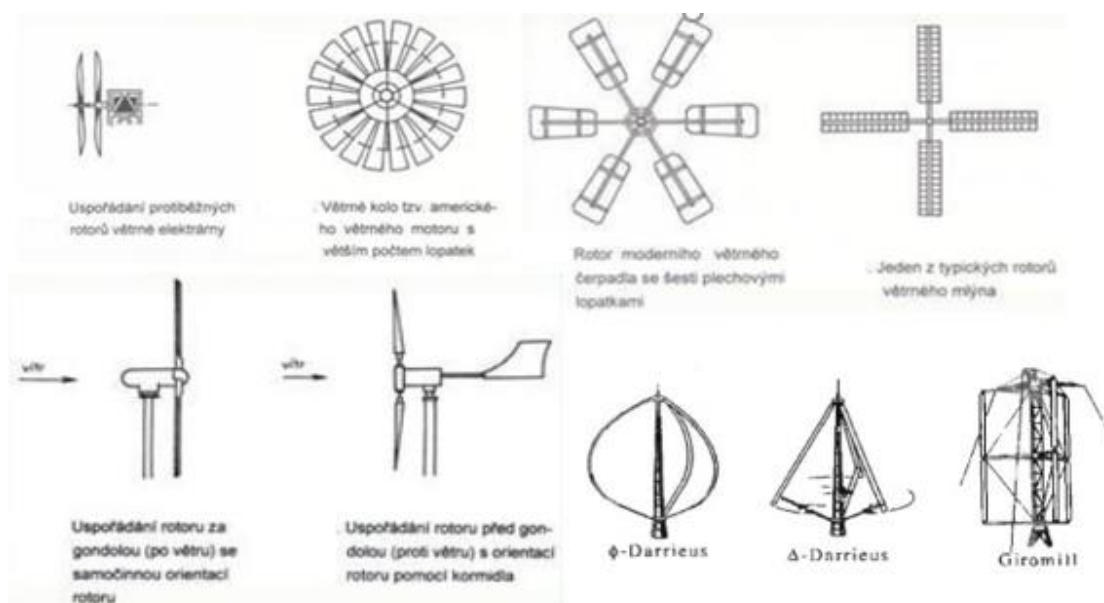 Uspořádání protiběžných
rotorů větrné elektrárny
. Větrné kolo tzv. americké-
ho větrného motoru s
větším počtem lopatek
Rotor moderního větrného
čerpadla se šesti plechovými
lopatkami
. Jeden z typických rotorů
větrného mlýna
vítr
Uspořádání rotoru za
gondolou (po větru) se
samočinnou orientací
rotoru
vítr
. Uspořádání rotoru před gon-
dolou (proti větru) s orientací
rotoru pomocí kormidla
ϕ-Darrieus
Δ-Darrieus
Giromill